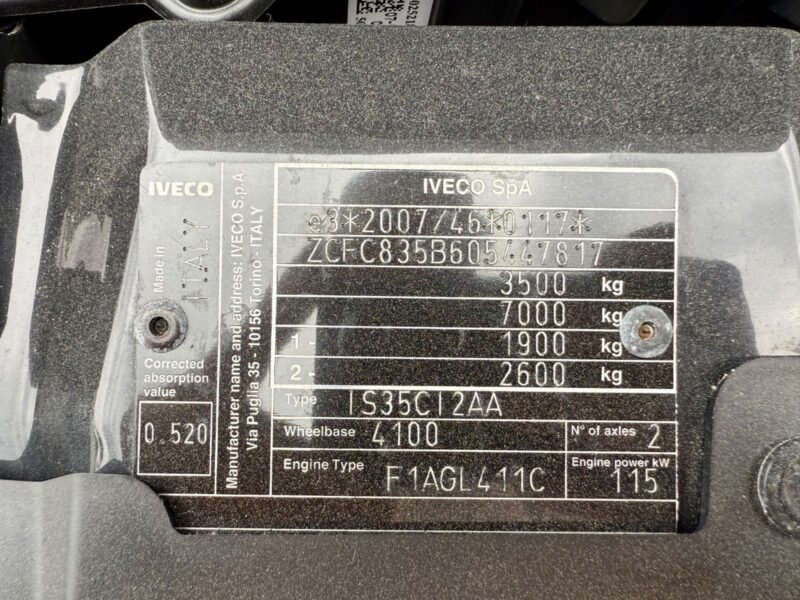 IVECO
Made in
ITALY
Corrected
absorption
value
0.520
Manufacturer name and address: IVECO S.p.A
Via Puglia 35 - 10156 Torino - ITALY
IVECO SpA
e3*2007/46*0117*
ZCFC835B605447817
3500 kg
7000 kg
1 - 1900 kg
2 - 2600 kg
Type IS35CI2AA
Wheelbase 4100
N° of axles 2
Engine Type F1AGL411C
Engine power kW
115